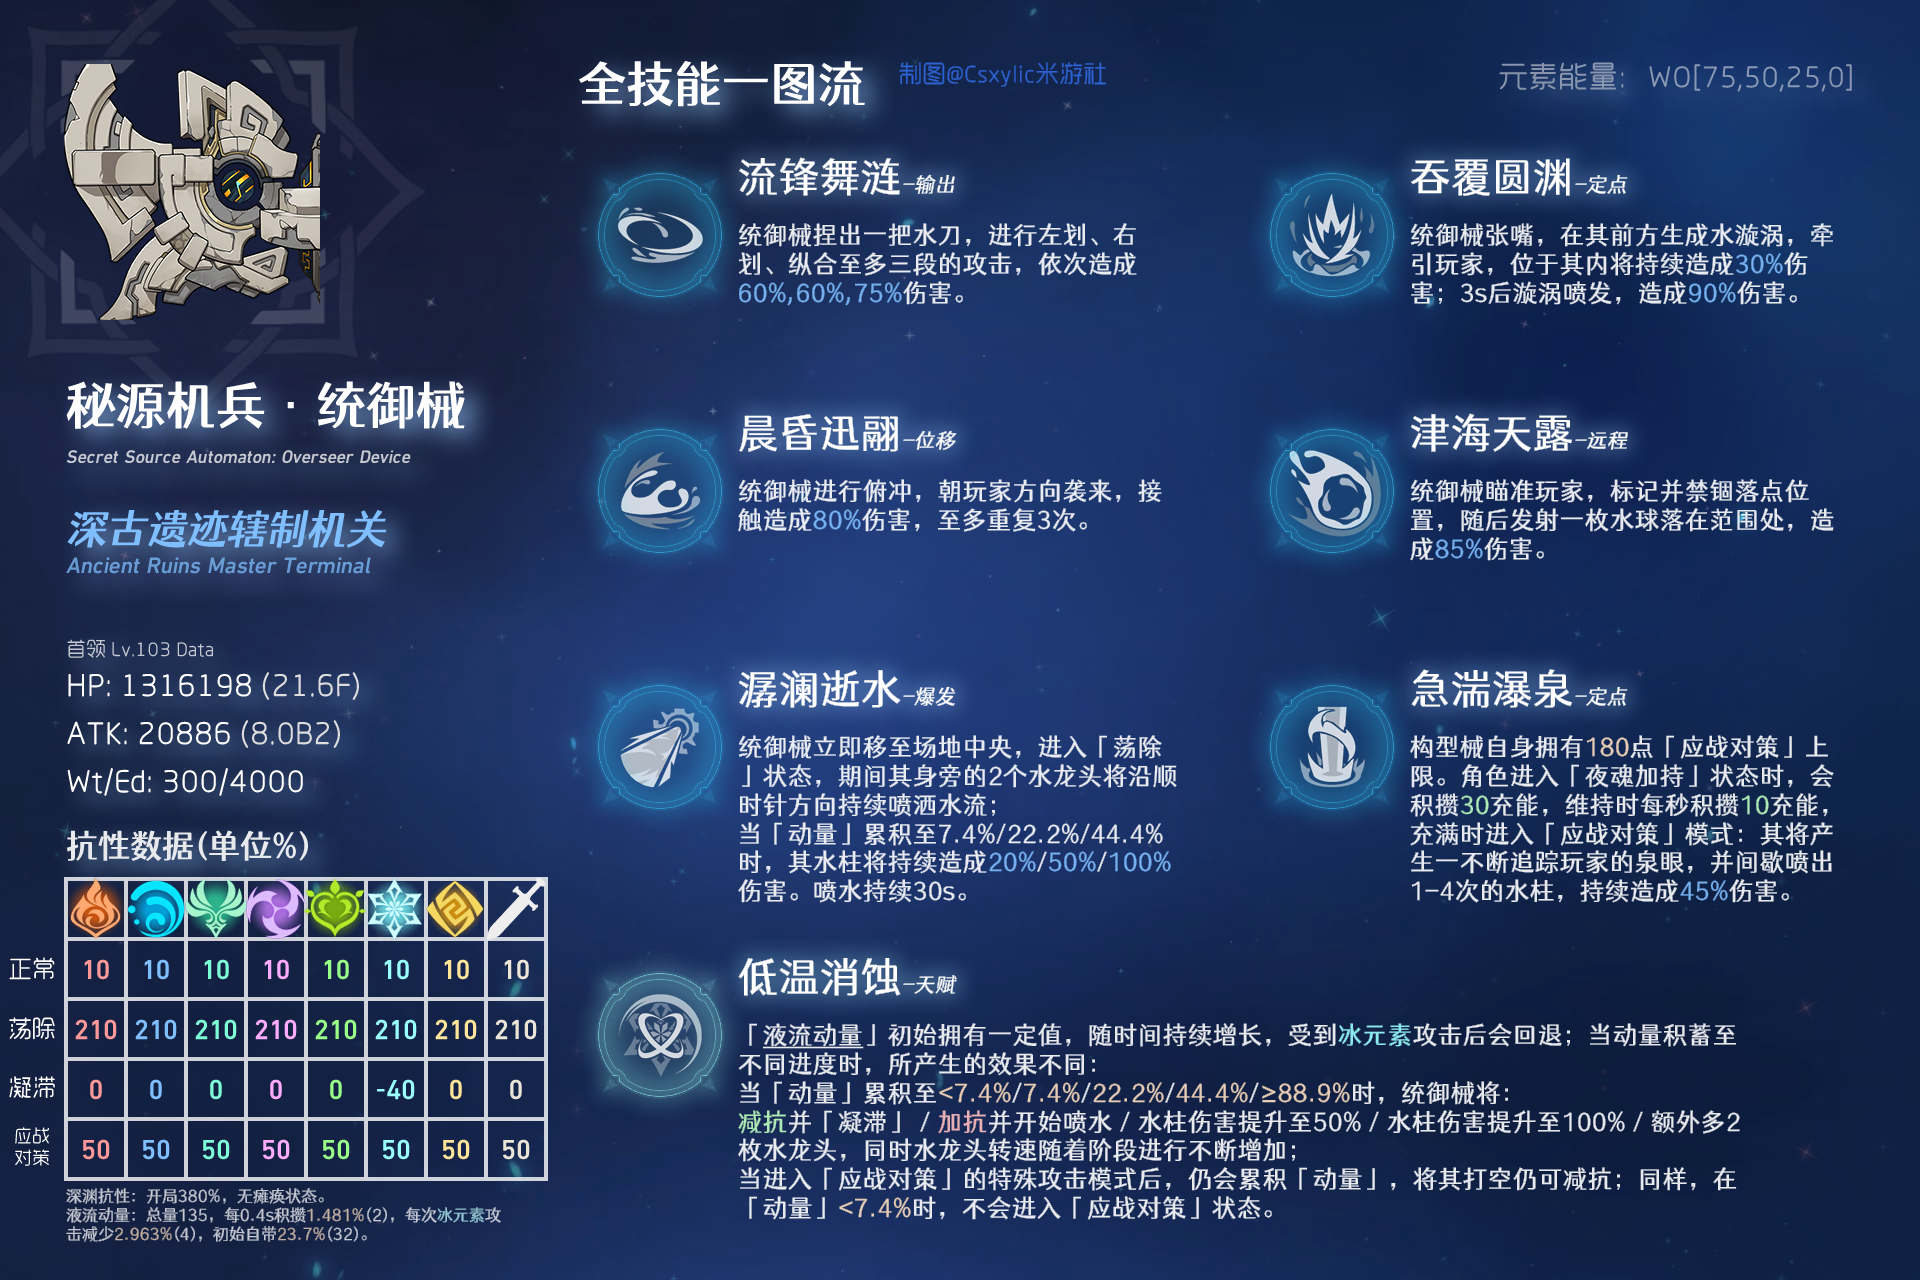 全技能一图流
制图@Csxylic米游社
元素能量： W0[75,50,25,0]
秘源机兵·统御械
Secret Source Automaton: Overseer Device
深古遗迹辖制机关
Ancient Ruins Master Terminal
首领 Lv.103 Data
HP: 1316198 (21.6F)
ATK: 20886 (8.0B2)
Wt/Ed: 300/4000
抗性数据(单位%)
正常 10 10 10 10 10 10 10 10
荡除 210 210 210 210 210 210 210 210
凝滞 0 0 0 0 0 -40 0 0
应战
对策 50 50 50 50 50 50 50 50
深渊抗性：开局380%，无瘫痪状态。
液流动量：总量135，每0.4s积攒1.481%(2)，每次冰元素攻
击减少2.963%(4)，初始自带23.7%(32)。
流锋舞涟–输出
统御械捏出一把水刀，进行左划、右
划、纵合至多三段的攻击，依次造成
60%,60%,75%伤害。
吞覆圆渊–定点
统御械张嘴，在其前方生成水漩涡，牵
引玩家，位于其内将持续造成30%伤
害；3s后漩涡喷发，造成90%伤害。
晨昏迅翮–位移
统御械进行俯冲，朝玩家方向袭来，接
触造成80%伤害，至多重复3次。
津海天露–远程
统御械瞄准玩家，标记并禁锢落点位
置，随后发射一枚水球落在范围处，造
成85%伤害。
潺澜逝水–爆发
统御械立即移至场地中央，进入「荡除
」状态，期间其身旁的2个水龙头将沿顺
时针方向持续喷洒水流；
当「动量」累积至7.4%/22.2%/44.4%
时，其水柱将持续造成20%/50%/100%
伤害。喷水持续30s。
急湍瀑泉–定点
构型械自身拥有180点「应战对策」上
限。角色进入「夜魂加持」状态时，会
积攒30充能，维持时每秒积攒10充能，
充满时进入「应战对策」模式：其将产
生一不断追踪玩家的泉眼，并间歇喷出
1–4次的水柱，持续造成45%伤害。
低温消蚀–天赋
「液流动量」初始拥有一定值，随时间持续增长，受到冰元素攻击后会回退；当动量积蓄至
不同进度时，所产生的效果不同：
当「动量」累积至<7.4%/7.4%/22.2%/44.4%/≥88.9%时，统御械将：
减抗并「凝滞」 / 加抗并开始喷水 / 水柱伤害提升至50% / 水柱伤害提升至100% / 额外多2
枚水龙头，同时水龙头转速随着阶段进行不断增加；
当进入「应战对策」的特殊攻击模式后，仍会累积「动量」，将其打空仍可减抗；同样，在
「动量」<7.4%时，不会进入「应战对策」状态。